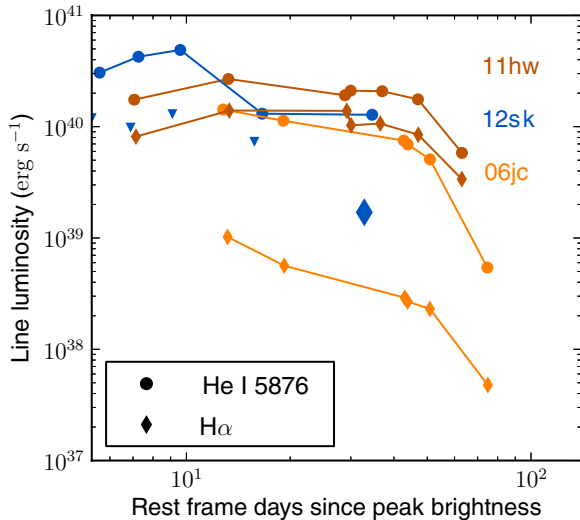 10^41
10^40
10^39
10^38
10^37
Line luminosity (erg s^−1)
11hw
12sk
06jc
He I 5876
Hα
10^1
10^2
Rest frame days since peak brightness